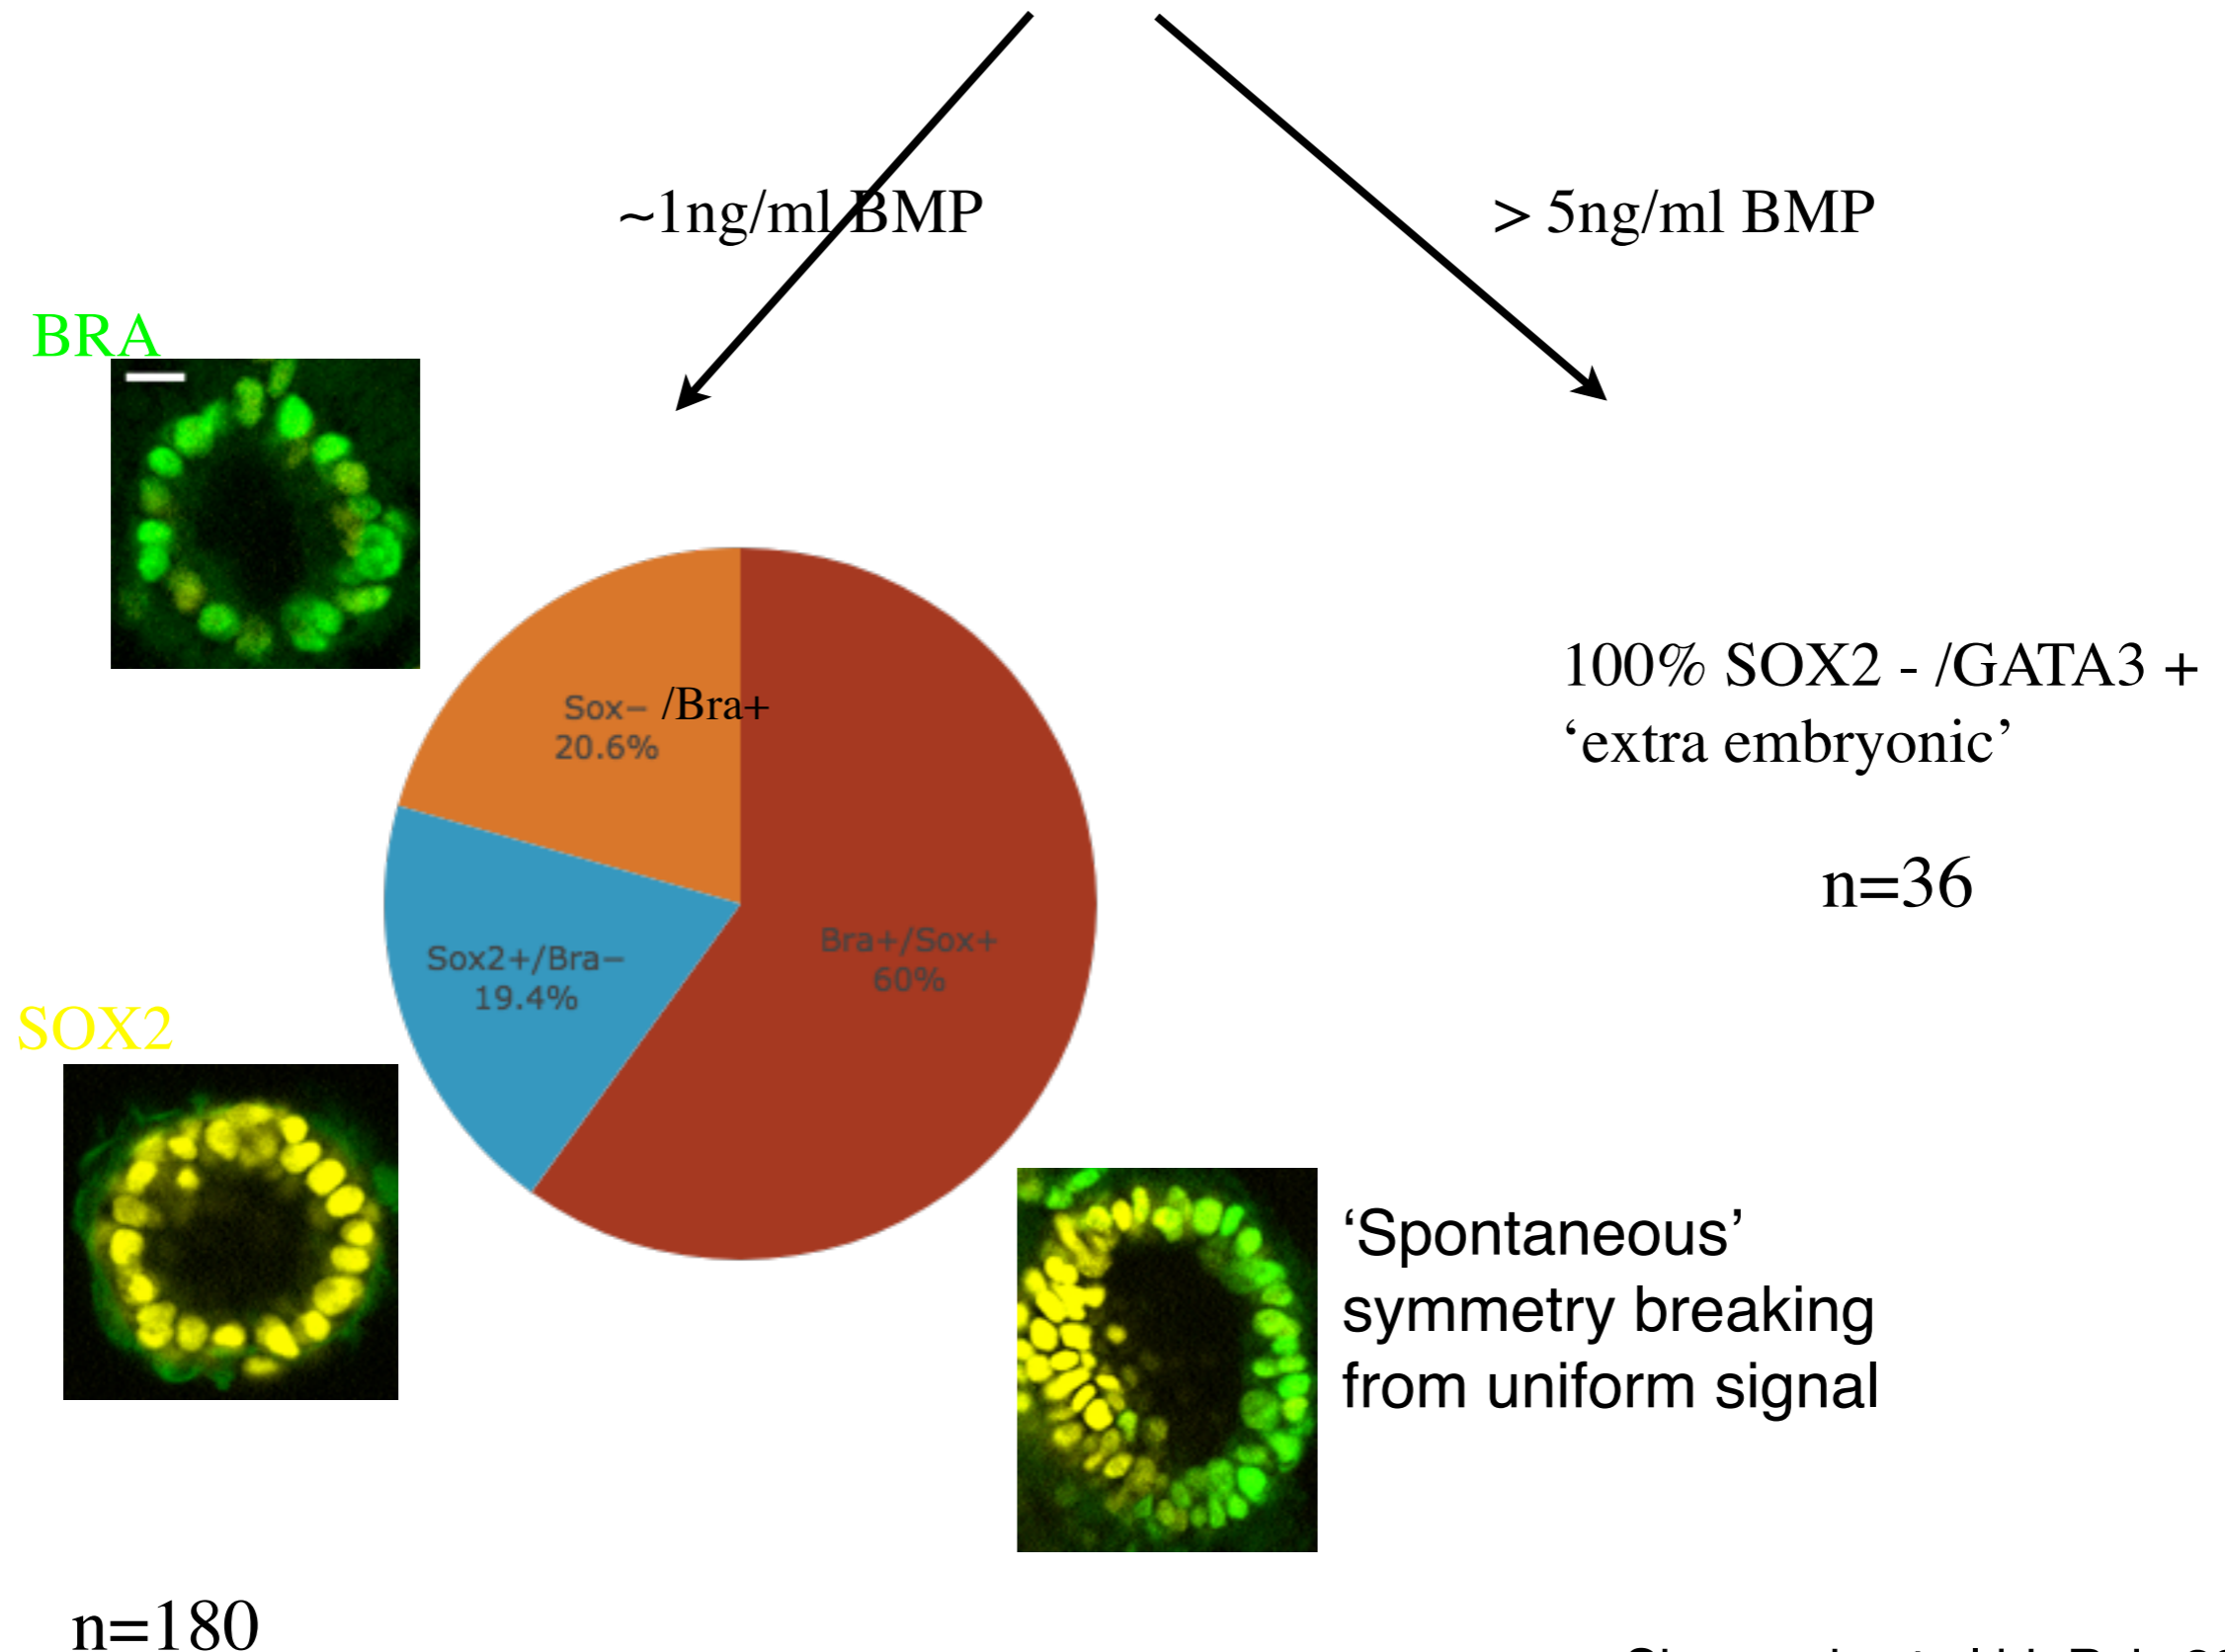 ~1ng/ml BMP
> 5ng/ml BMP
BRA
Sox− /Bra+
20.6%
100% SOX2 - /GATA3 +
‘extra embryonic’
n=36
Bra+/Sox+
60%
Sox2+/Bra−
19.4%
SOX2
‘Spontaneous’
symmetry breaking
from uniform signal
n=180